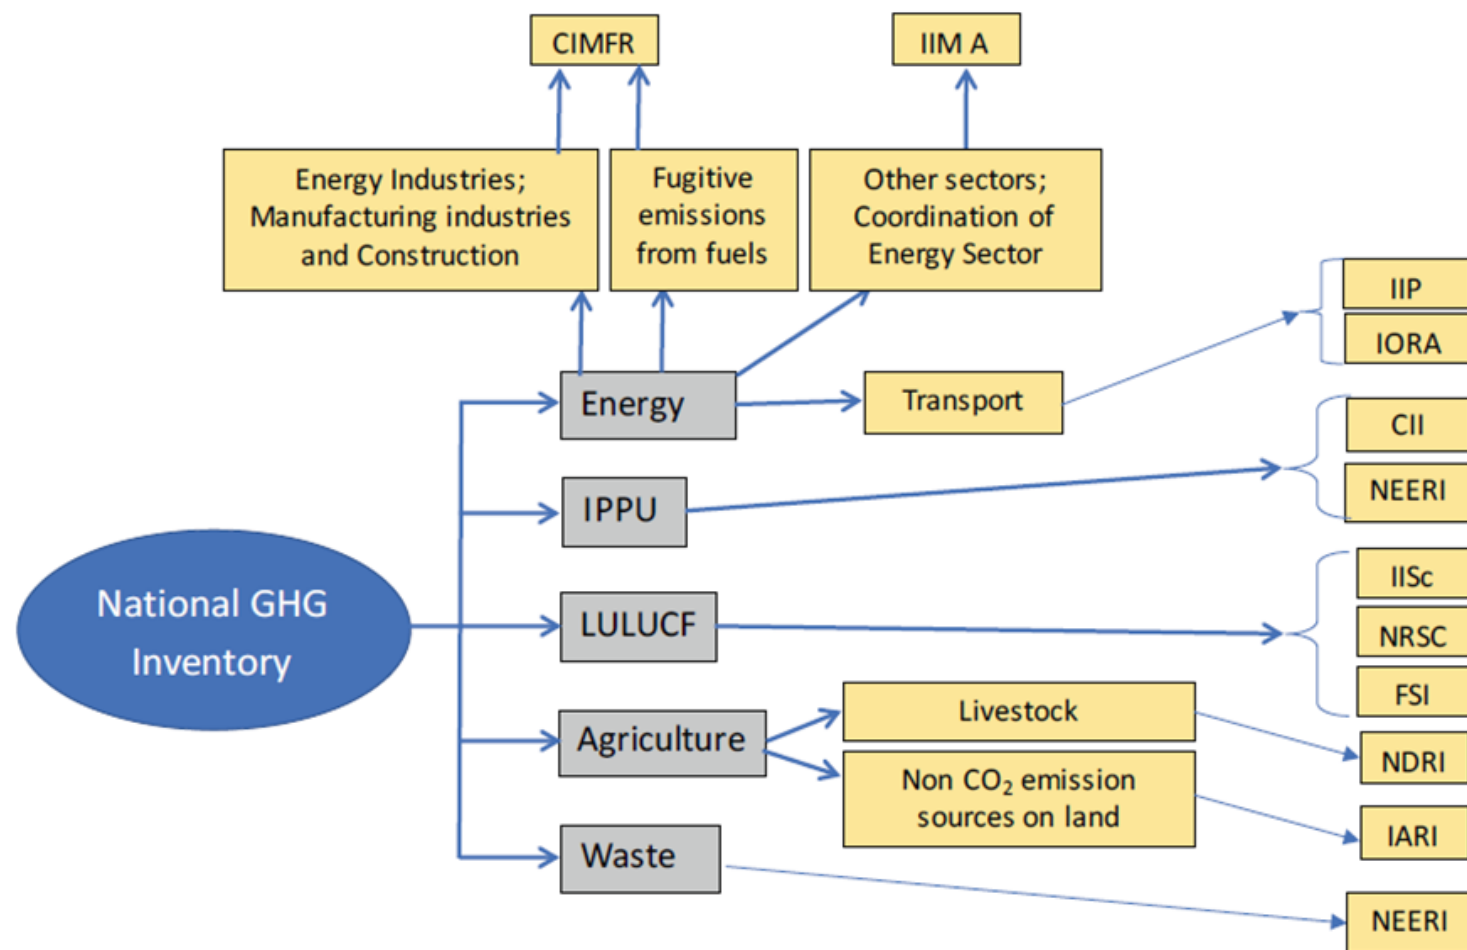 CIMFR
IIM A
Energy Industries;
Manufacturing industries
and Construction
Fugitive
emissions
from fuels
Other sectors;
Coordination of
Energy Sector
IIP
IORA
Energy
Transport
CII
NEERI
IPPU
National GHG
Inventory
LULUCF
IISc
NRSC
FSI
Agriculture
Livestock
NDRI
Non CO₂ emission
sources on land
IARI
Waste
NEERI